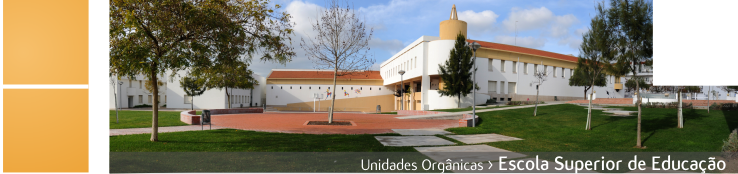 Unidades Orgânicas > Escola Superior de Educação